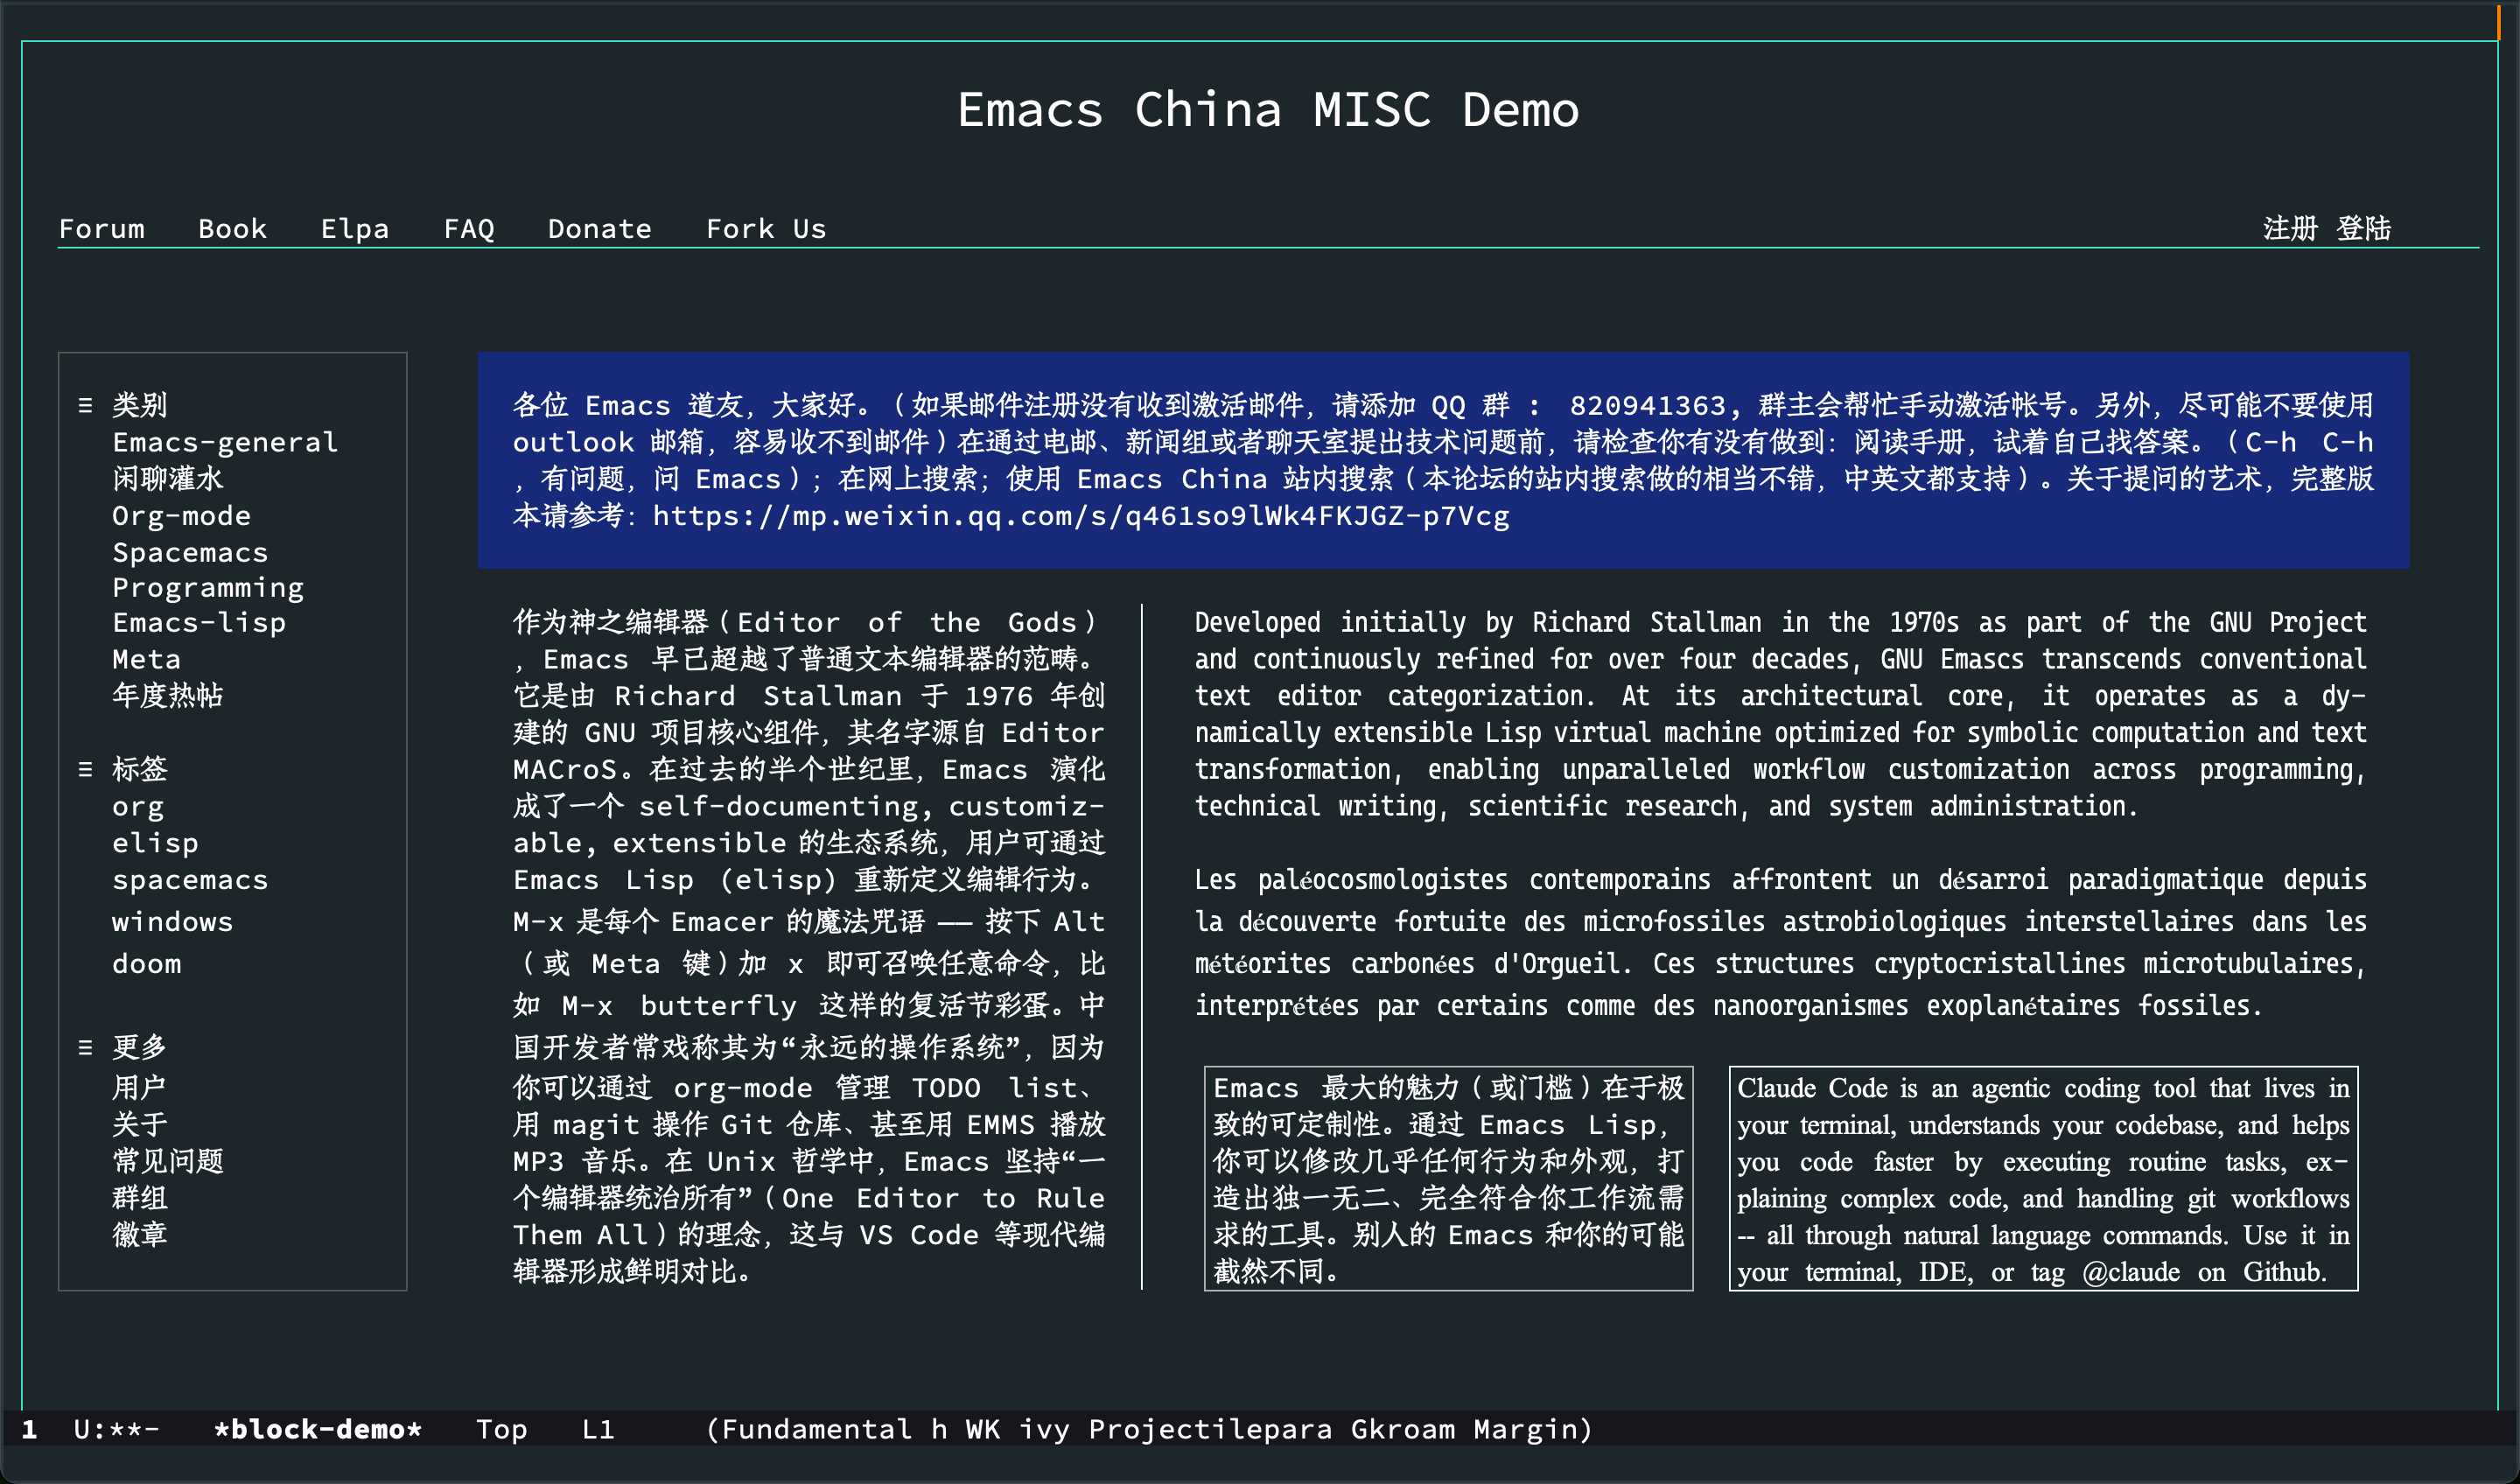 Emacs China MISC Demo
Forum Book Elpa FAQ Donate Fork Us 注册 登陆
≡ 类别
Emacs-general
闲聊灌水
Org-mode
Spacemacs
Programming
Emacs-lisp
Meta
年度热帖
≡ 标签
org
elisp
spacemacs
windows
doom
≡ 更多
用户
关于
常见问题
群组
徽章
各位 Emacs 道友，大家好。（如果邮件注册没有收到激活邮件，请添加 QQ 群 : 820941363, 群主会帮忙手动激活帐号。另外，尽可能不要使用
outlook 邮箱，容易收不到邮件）在通过电邮、新闻组或者聊天室提出技术问题前，请检查你有没有做到：阅读手册，试着自己找答案。（C-h C-h
，有问题，问 Emacs）；在网上搜索；使用 Emacs China 站内搜索（本论坛的站内搜索做的相当不错，中英文都支持）。关于提问的艺术，完整版
本请参考：https://mp.weixin.qq.com/s/q461so9lWk4FKJGZ-p7Vcg
作为神之编辑器（Editor of the Gods）
，Emacs 早已超越了普通文本编辑器的范畴。
它是由 Richard Stallman 于 1976 年创
建的 GNU 项目核心组件，其名字源自 Editor
MACroS。在过去的半个世纪里，Emacs 演化
成了一个 self-documenting, customiz-
able, extensible 的生态系统，用户可通过
Emacs Lisp (elisp) 重新定义编辑行为。
M-x 是每个 Emacer 的魔法咒语 —— 按下 Alt
（或 Meta 键）加 x 即可召唤任意命令，比
如 M-x butterfly 这样的复活节彩蛋。中
国开发者常戏称其为“永远的操作系统”，因为
你可以通过 org-mode 管理 TODO list、
用 magit 操作 Git 仓库、甚至用 EMMS 播放
MP3 音乐。在 Unix 哲学中，Emacs 坚持“一
个编辑器统治所有”（One Editor to Rule
Them All）的理念，这与 VS Code 等现代编
辑器形成鲜明对比。
Developed initially by Richard Stallman in the 1970s as part of the GNU Project
and continuously refined for over four decades, GNU Emascs transcends conventional
text editor categorization. At its architectural core, it operates as a dy-
namically extensible Lisp virtual machine optimized for symbolic computation and text
transformation, enabling unparalleled workflow customization across programming,
technical writing, scientific research, and system administration.
Les paléocosmologistes contemporains affrontent un désarroi paradigmatique depuis
la découverte fortuite des microfossiles astrobiologiques interstellaires dans les
météorites carbonées d'Orgueil. Ces structures cryptocristallines microtubulaires,
interprétées par certains comme des nanoorganismes exoplanétaires fossiles.
Emacs 最大的魅力（或门槛）在于极
致的可定制性。通过 Emacs Lisp,
你可以修改几乎任何行为和外观，打
造出独一无二、完全符合你工作流需
求的工具。别人的 Emacs 和你的可能
截然不同。
Claude Code is an agentic coding tool that lives in
your terminal, understands your codebase, and helps
you code faster by executing routine tasks, ex-
plaining complex code, and handling git workflows
-- all through natural language commands. Use it in
your terminal, IDE, or tag @claude on Github.
1 U:**- *block-demo* Top L1 (Fundamental h WK ivy Projectilepara Gkroam Margin)